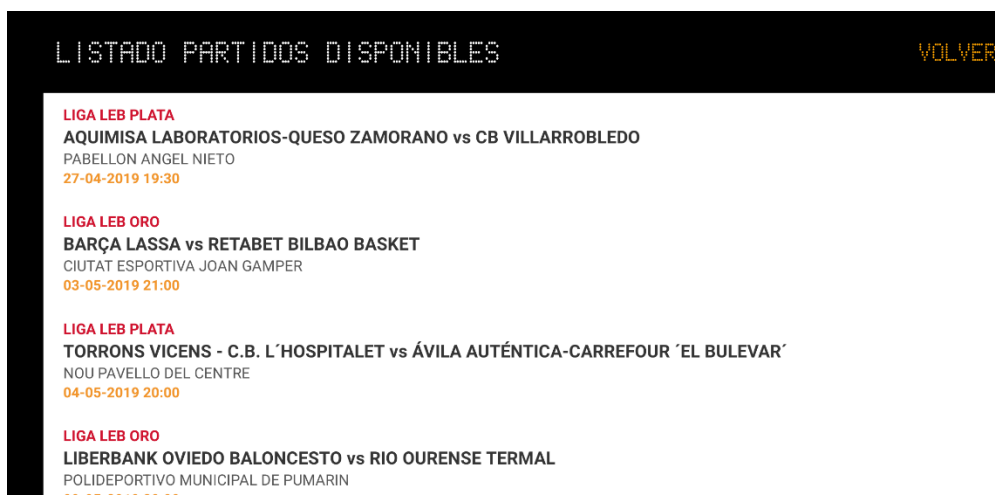 LISTADO PARTIDOS DISPONIBLES
VOLVER
LIGA LEB PLATA
AQUIMISA LABORATORIOS-QUESO ZAMORANO vs CB VILLARROBLEDO
PABELLON ANGEL NIETO
27-04-2019 19:30
LIGA LEB ORO
BARÇA LASSA vs RETABET BILBAO BASKET
CIUTAT ESPORTIVA JOAN GAMPER
03-05-2019 21:00
LIGA LEB PLATA
TORRONS VICENS - C.B. L´HOSPITALET vs ÁVILA AUTÉNTICA-CARREFOUR ´EL BULEVAR´
NOU PAVELLO DEL CENTRE
04-05-2019 20:00
LIGA LEB ORO
LIBERBANK OVIEDO BALONCESTO vs RIO OURENSE TERMAL
POLIDEPORTIVO MUNICIPAL DE PUMARIN